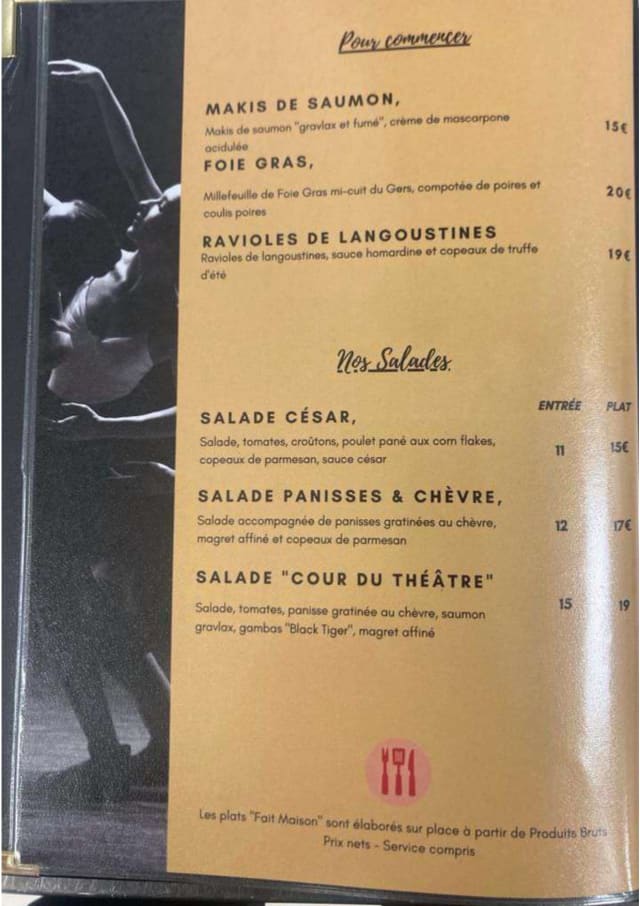 Pour commencer
MAKIS DE SAUMON,
Makis de saumon "gravlax et fumé", crème de mascarpone 15€
acidulée
FOIE GRAS,
Millefeuille de Foie Gras mi-cuit du Gers, compotée de poires et 20€
coulis poires
RAVIOLES DE LANGOUSTINES
Ravioles de langoustines, sauce homardine et copeaux de truffe 19€
d'été
Nos Salades
ENTRÉE PLAT
SALADE CÉSAR,
Salade, tomates, croûtons, poulet pané aux corn flakes, 11 15€
copeaux de parmesan, sauce césar
SALADE PANISSES & CHÈVRE,
Salade accompagnée de panisses gratinées au chèvre, 12 17€
magret affiné et copeaux de parmesan
SALADE "COUR DU THÉÂTRE"
Salade, tomates, panisse gratinée au chèvre, saumon 15 19
gravlax, gambas "Black Tiger", magret affiné
Les plats "Fait Maison" sont élaborés sur place à partir de Produits Bruts
Prix nets - Service compris